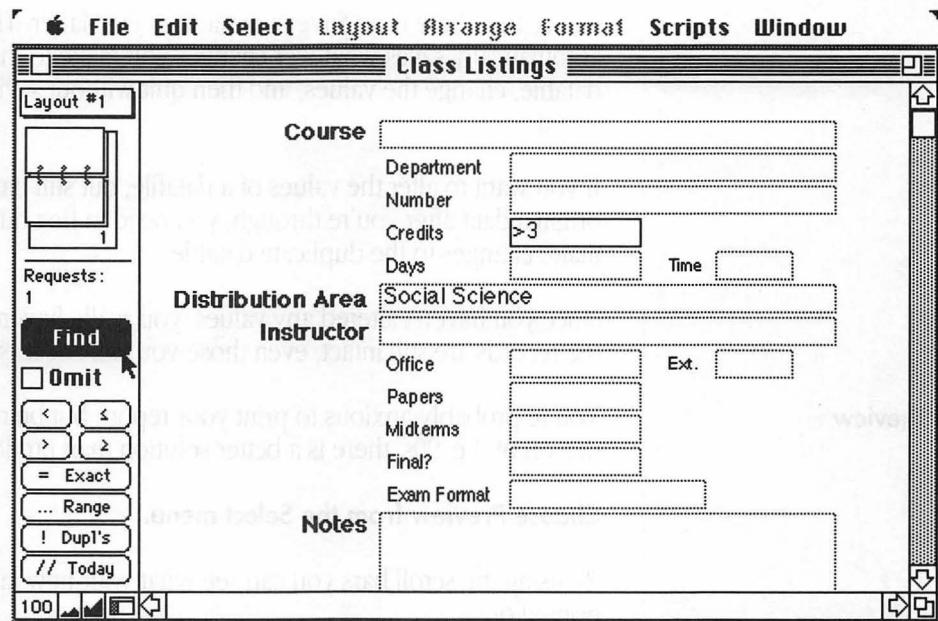 File Edit Select Layout Arrange Format Scripts Window
Class Listings
Layout #1
1
Requests:
1
Find
Omit
< ≤
> ≥
= Exact
... Range
! Dupl's
// Today
100
Course
Department
Number
Credits >3
Days Time
Distribution Area Social Science
Instructor
Office Ext.
Papers
Midterms
Final?
Exam Format
Notes